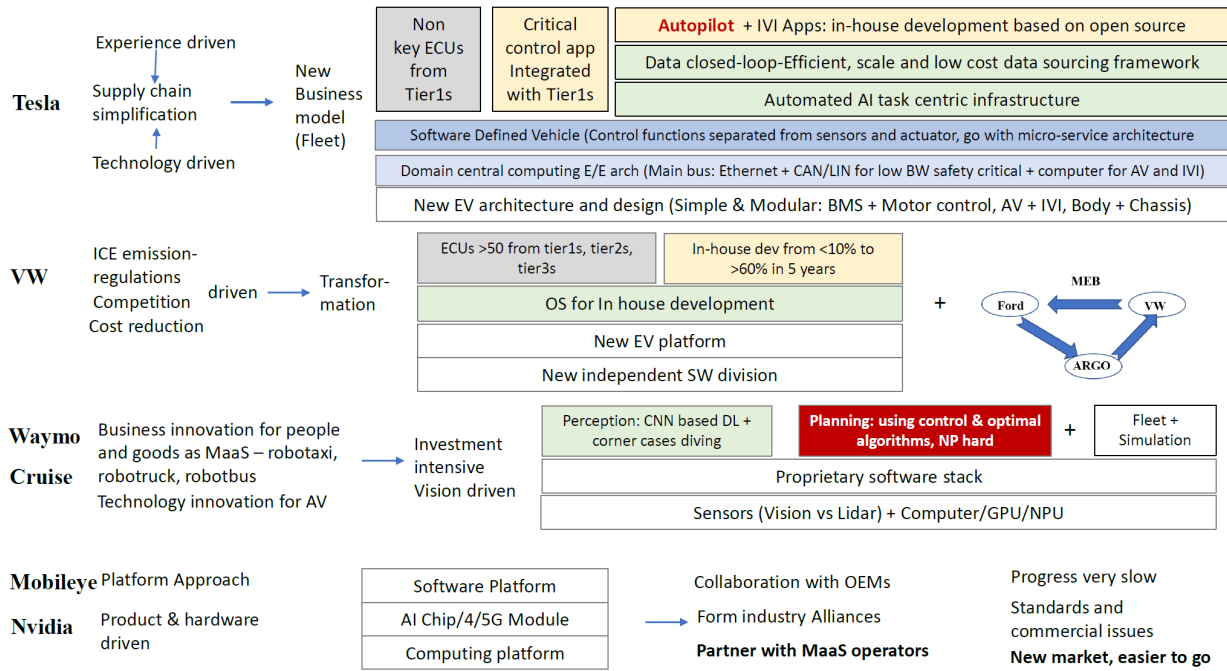 Tesla
Experience driven
Supply chain
simplification
Technology driven
New
Business
model
(Fleet)
Non
key ECUs
from
Tier1s
Critical
control app
Integrated
with Tier1s
Autopilot + IVI Apps: in-house development based on open source
Data closed-loop-Efficient, scale and low cost data sourcing framework
Automated AI task centric infrastructure
Software Defined Vehicle (Control functions separated from sensors and actuator, go with micro-service architecture
Domain central computing E/E arch (Main bus: Ethernet + CAN/LIN for low BW safety critical + computer for AV and IVI)
New EV architecture and design (Simple & Modular: BMS + Motor control, AV + IVI, Body + Chassis)
VW
ICE emission-
regulations
Competition
Cost reduction
driven
Transfor-
mation
ECUs >50 from tier1s, tier2s,
tier3s
In-house dev from <10% to
>60% in 5 years
OS for In house development
New EV platform
New independent SW division
+
MEB
Ford
VW
ARGO
Waymo
Cruise
Business innovation for people
and goods as MaaS – robotaxi,
robotruck, robotbus
Technology innovation for AV
Investment
intensive
Vision driven
Perception: CNN based DL +
corner cases diving
Planning: using control & optimal
algorithms, NP hard
+
Fleet +
Simulation
Proprietary software stack
Sensors (Vision vs Lidar) + Computer/GPU/NPU
Mobileye
Platform Approach
Nvidia
Product & hardware
driven
Software Platform
AI Chip/4/5G Module
Computing platform
Collaboration with OEMs
Form industry Alliances
Partner with MaaS operators
Progress very slow
Standards and
commercial issues
New market, easier to go